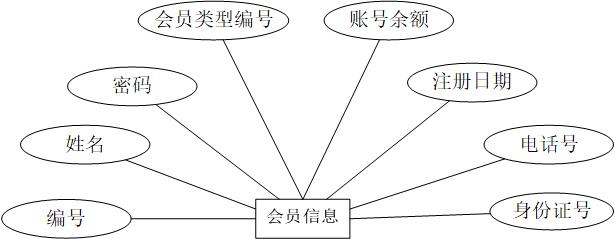 会员类型编号
账号余额
密码
注册日期
姓名
电话号
编号
会员信息
身份证号